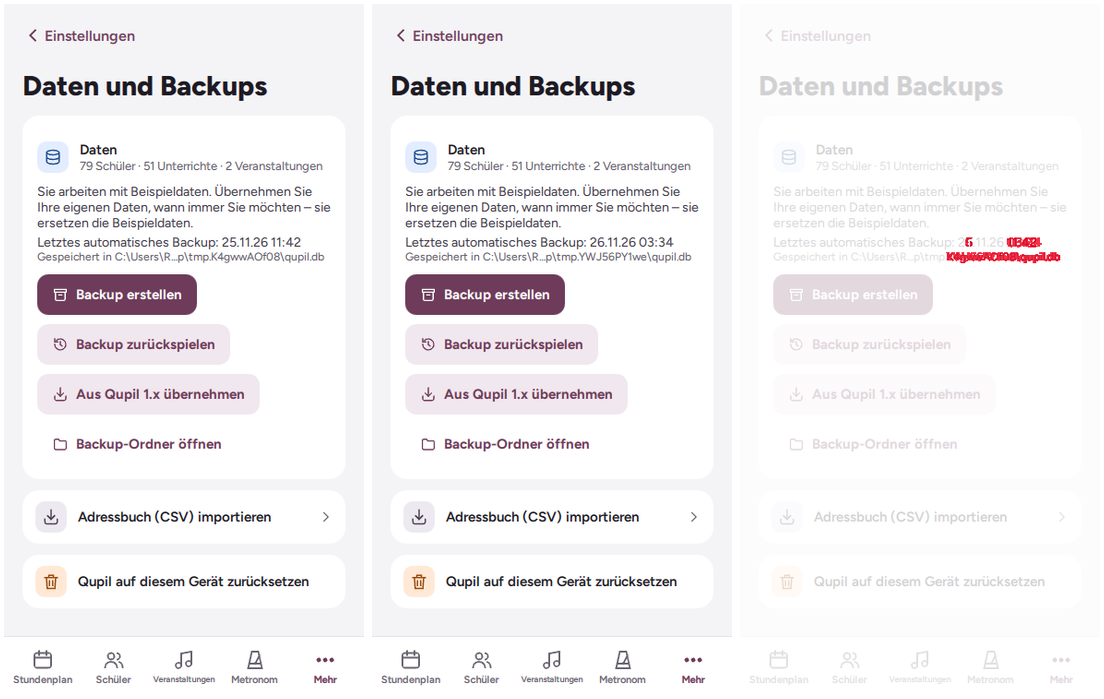 Einstellungen
Daten und Backups
Daten
79 Schüler · 51 Unterrichte · 2 Veranstaltungen
Sie arbeiten mit Beispieldaten. Übernehmen Sie
Ihre eigenen Daten, wann immer Sie möchten – sie
ersetzen die Beispieldaten.
Letztes automatisches Backup: 25.11.26 11:42
Gespeichert in C:\Users\R...p\tmp.K4gwwAOf08\qupil.db
Backup erstellen
Backup zurückspielen
Aus Qupil 1.x übernehmen
Backup-Ordner öffnen
Adressbuch (CSV) importieren
Qupil auf diesem Gerät zurücksetzen
Stundenplan Schüler Veranstaltungen Metronom Mehr
Einstellungen
Daten und Backups
Daten
79 Schüler · 51 Unterrichte · 2 Veranstaltungen
Sie arbeiten mit Beispieldaten. Übernehmen Sie
Ihre eigenen Daten, wann immer Sie möchten – sie
ersetzen die Beispieldaten.
Letztes automatisches Backup: 26.11.26 03:34
Gespeichert in C:\Users\R...p\tmp.YWJ56PY1we\qupil.db
Backup erstellen
Backup zurückspielen
Aus Qupil 1.x übernehmen
Backup-Ordner öffnen
Adressbuch (CSV) importieren
Qupil auf diesem Gerät zurücksetzen
Stundenplan Schüler Veranstaltungen Metronom Mehr
Einstellungen
Daten und Backups
Daten
79 Schüler · 51 Unterrichte · 2 Veranstaltungen
Sie arbeiten mit Beispieldaten. Übernehmen Sie
Ihre eigenen Daten, wann immer Sie möchten – sie
ersetzen die Beispieldaten.
Letztes automatisches Backup:
Gespeichert in C:\Users\R...p\tmp
Backup erstellen
Backup zurückspielen
Aus Qupil 1.x übernehmen
Backup-Ordner öffnen
Adressbuch (CSV) importieren
Qupil auf diesem Gerät zurücksetzen
Stundenplan Schüler Veranstaltungen Metronom Mehr